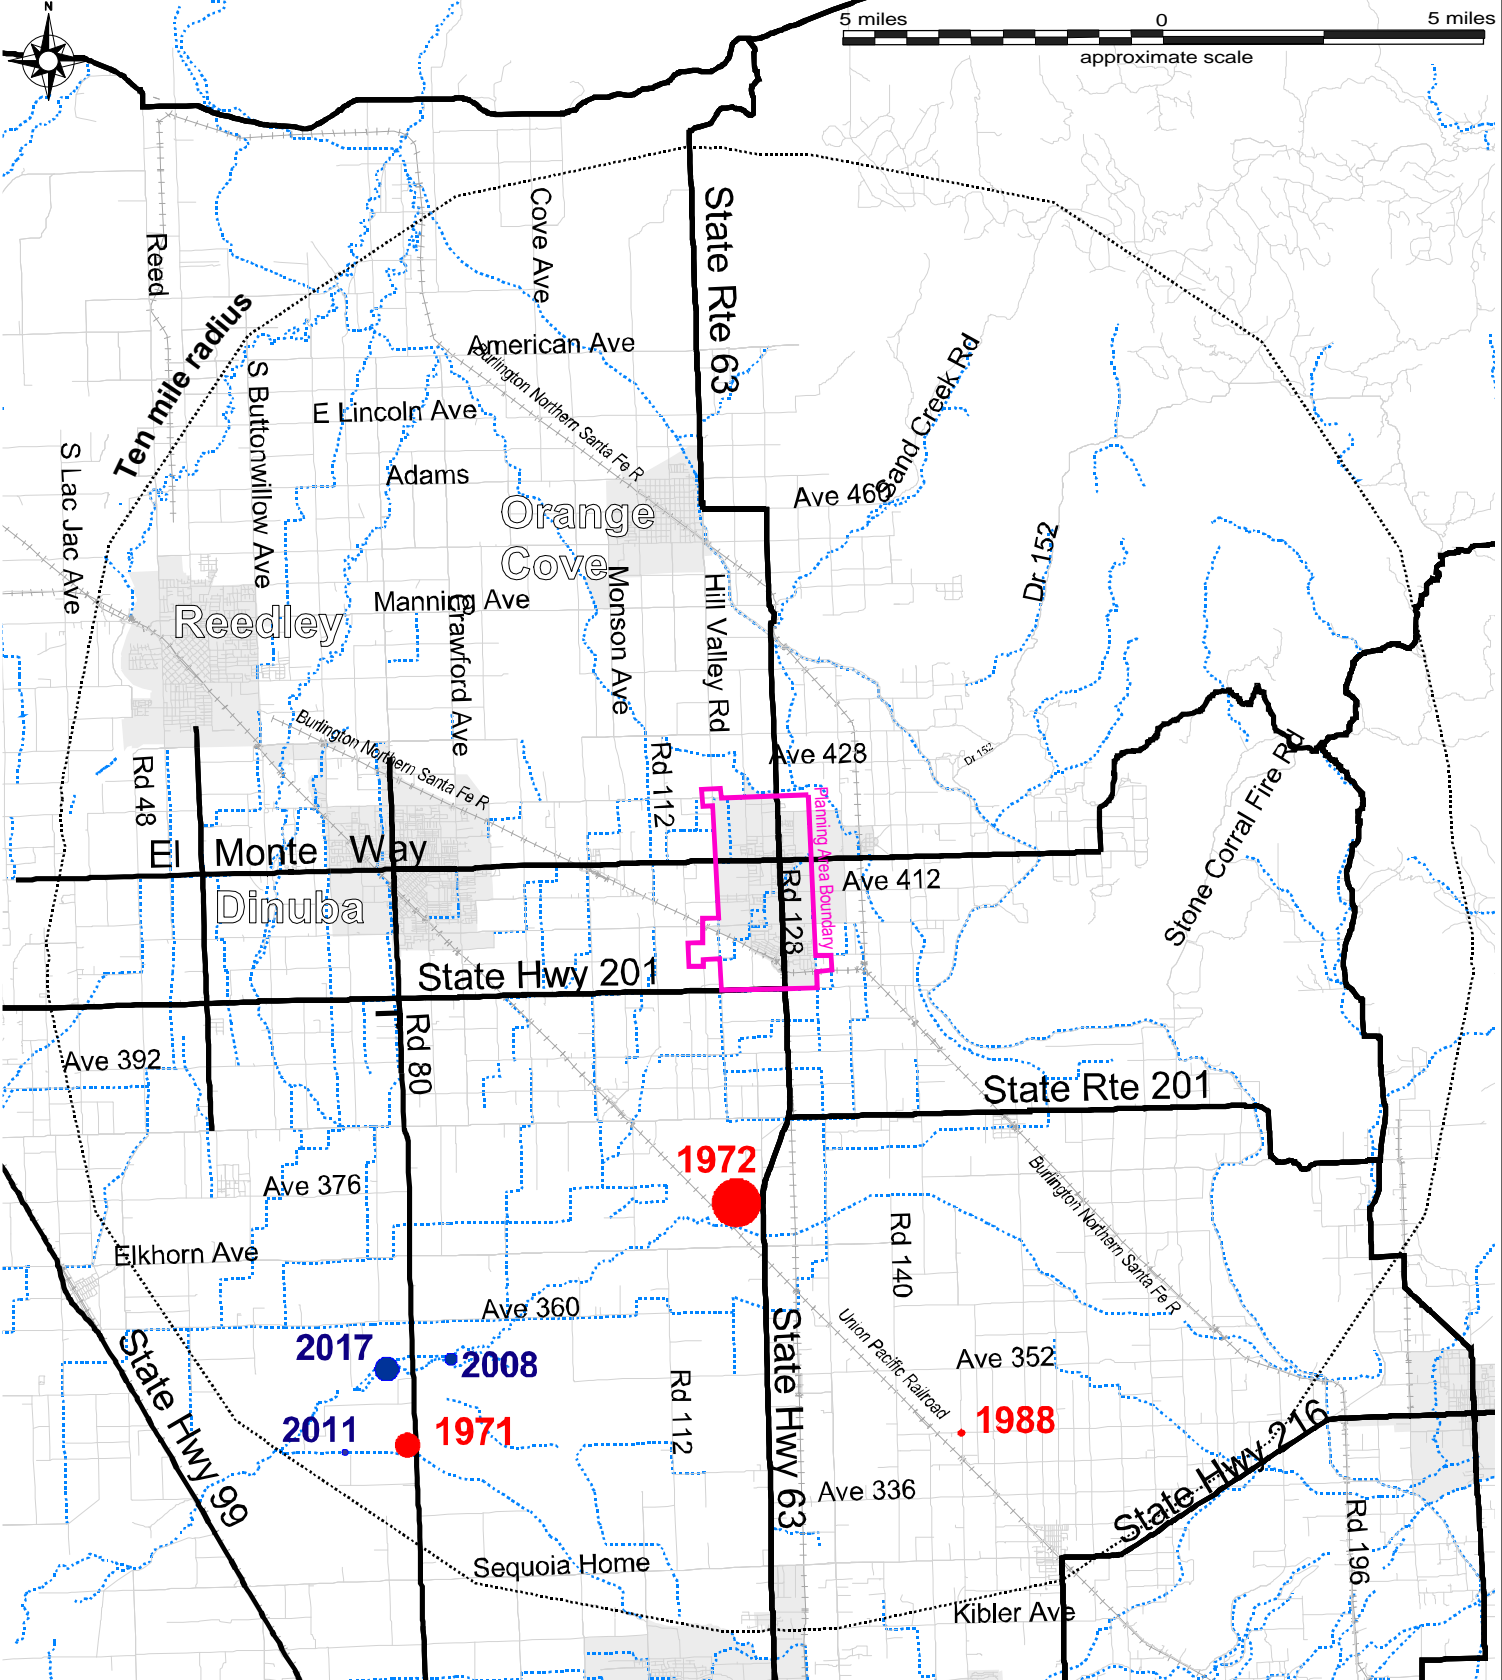 N
5 miles 0 5 miles
approximate scale
State Rte 63
Cove Ave
Reed
Ten mile radius
American Ave
Burlington Northern Santa Fe R
S Buttonwillow Ave
E Lincoln Ave
Sand Creek Rd
S Lac Jac Ave
Adams
Ave 460
Orange
Cove
Dr 152
Reedley
Manning Ave
Crawford Ave
Monson Ave
Hill Valley Rd
Burlington Northern Santa Fe R
Rd 48
Rd 112
Ave 428
Dr 152
Stone Corral Fire Rd
Planning Area Boundary
El Monte Way
Ave 412
Dinuba
Rd 128
State Hwy 201
Rd 80
Ave 392
State Rte 201
1972
Ave 376
Burlington Northern Santa Fe R
Rd 140
Elkhorn Ave
Ave 360
State Hwy 63
Union Pacific Railroad
2017
2008
Ave 352
State Hwy 99
Rd 112
2011
1971
1988
State Hwy 216
Ave 336
Rd 196
Sequoia Home
Kibler Ave